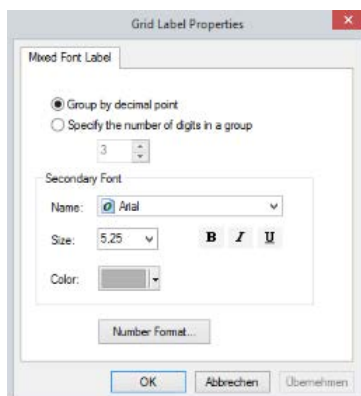 Grid Label Properties
Mixed Font Label
Group by decimal point
Specify the number of digits in a group
3
Secondary Font
Name: Arial
Size: 5,25 B I U
Color:
Number Format...
OK Abbrechen Übernehmen